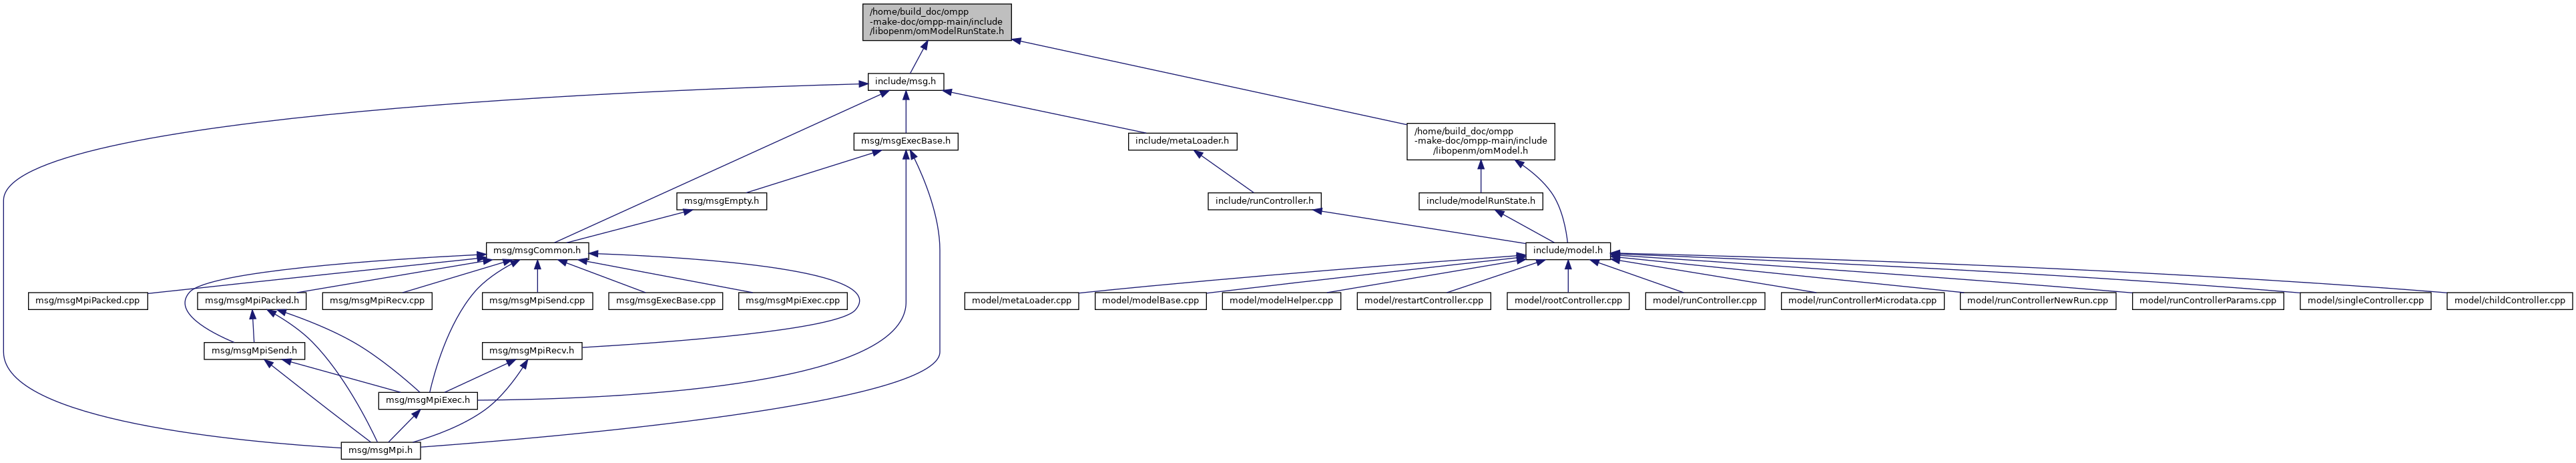 /home/build_doc/ompp
-make-doc/ompp-main/include
/libopenm/omModelRunState.h
include/msg.h
/home/build_doc/ompp
-make-doc/ompp-main/include
/libopenm/omModel.h
msg/msgExecBase.h
include/metaLoader.h
msg/msgEmpty.h
include/runController.h
include/modelRunState.h
msg/msgCommon.h
include/model.h
msg/msgMpiPacked.cpp
msg/msgMpiPacked.h
msg/msgMpiRecv.cpp
msg/msgMpiSend.cpp
msg/msgExecBase.cpp
msg/msgMpiExec.cpp
model/metaLoader.cpp
model/modelBase.cpp
model/modelHelper.cpp
model/restartController.cpp
model/rootController.cpp
model/runController.cpp
model/runControllerMicrodata.cpp
model/runControllerNewRun.cpp
model/runControllerParams.cpp
model/singleController.cpp
model/childController.cpp
msg/msgMpiSend.h
msg/msgMpiRecv.h
msg/msgMpiExec.h
msg/msgMpi.h